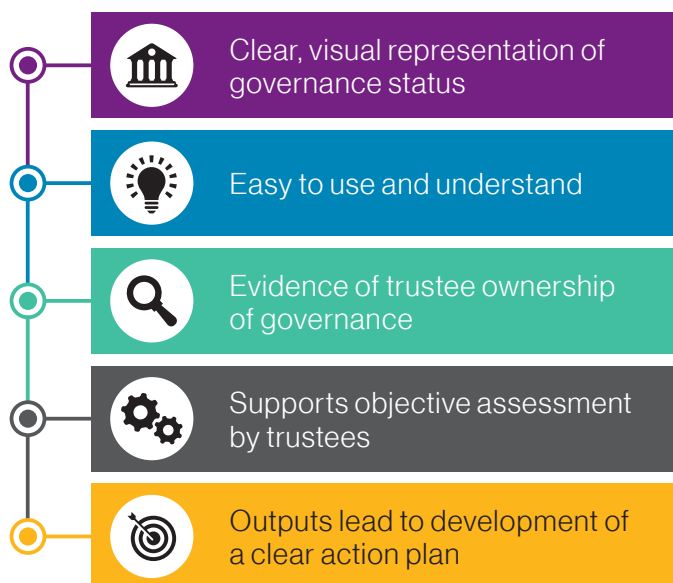 Clear, visual representation of
governance status
Easy to use and understand
Evidence of trustee ownership
of governance
Supports objective assessment
by trustees
Outputs lead to development of
a clear action plan